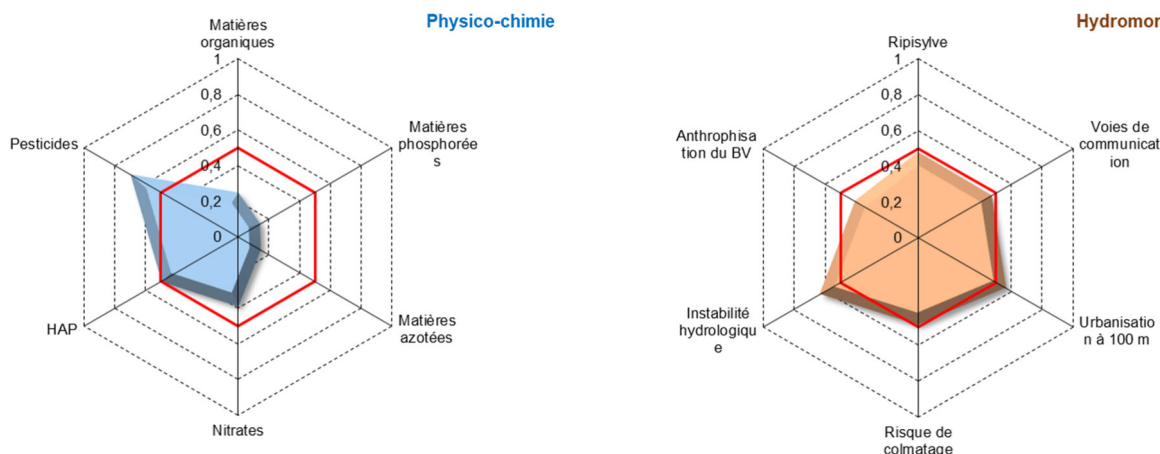 Physico-chimie
Matières
organiques
1
0,8
0,6
0,4
0,2
0
Matières
phosphorée
s
Matières
azotées
Nitrates
HAP
Pesticides
Hydromor
Ripisylve
1
0,8
0,6
0,4
0,2
0
Voies de
communicat
ion
Urbanisatio
n à 100 m
Risque de
colmatage
Instabilité
hydrologiqu
e
Anthrophisa
tion du BV